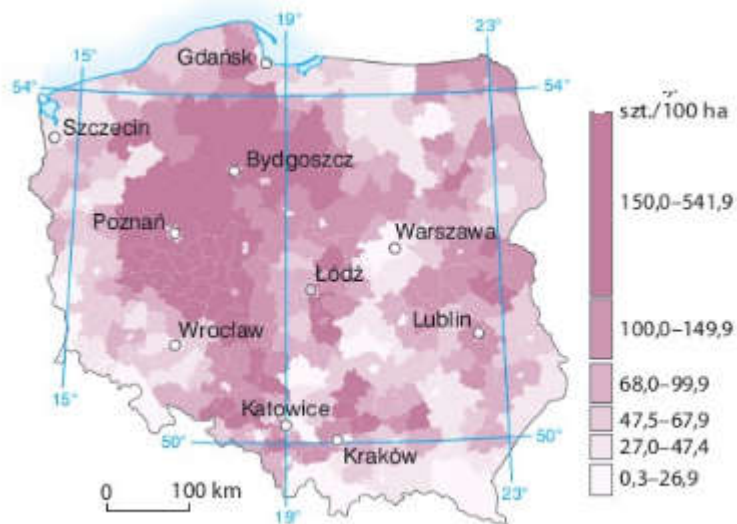 19°
23°
15°
Gdańsk
54°
54°
szt./100 ha
Szczecin
Bydgoszcz
150,0–541,9
Poznań
Warszawa
Łódź
Lublin
100,0–149,9
Wrocław
68,0–99,9
15°
Katowice
47,5–67,9
50°
50°
27,0–47,4
Kraków
0,3–26,9
0 100 km
23°
19°